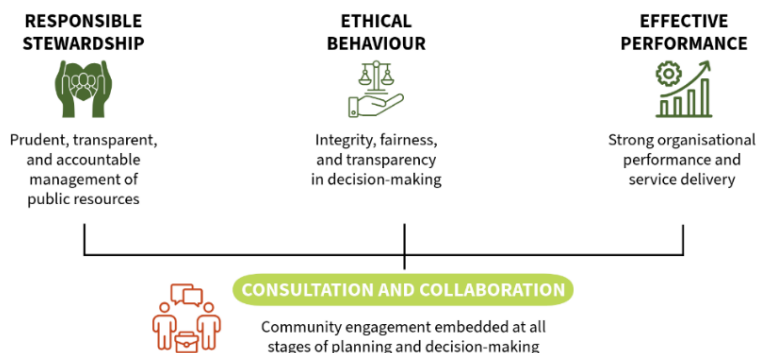 RESPONSIBLE
STEWARDSHIP
Prudent, transparent,
and accountable
management of
public resources
ETHICAL
BEHAVIOUR
Integrity, fairness,
and transparency
in decision-making
EFFECTIVE
PERFORMANCE
Strong organisational
performance and
service delivery
CONSULTATION AND COLLABORATION
Community engagement embedded at all
stages of planning and decision-making